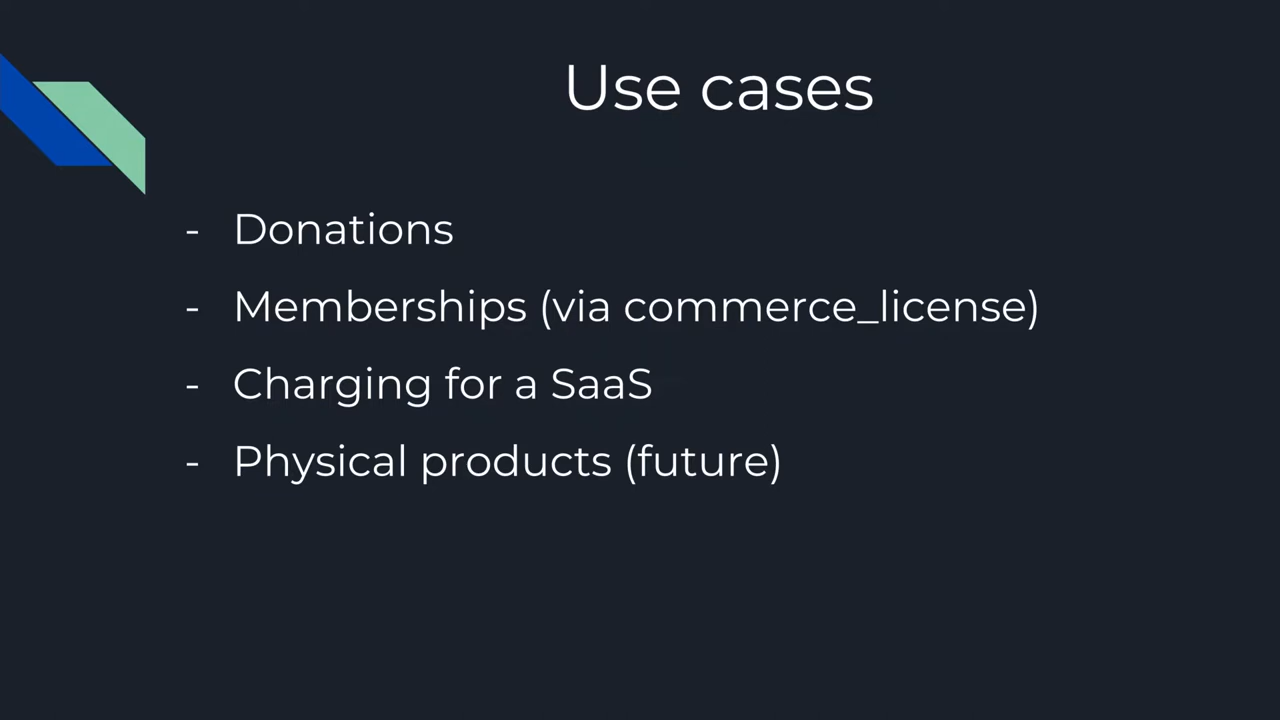 Use cases
- Donations
- Memberships (via commerce_license)
- Charging for a SaaS
- Physical products (future)